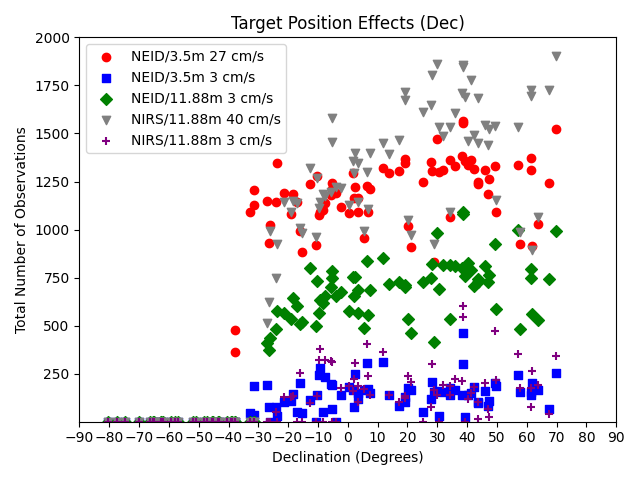 Target Position Effects (Dec)
NEID/3.5m 27 cm/s
NEID/3.5m 3 cm/s
NEID/11.88m 3 cm/s
NIRS/11.88m 40 cm/s
NIRS/11.88m 3 cm/s
Total Number of Observations
2000
1750
1500
1250
1000
750
500
250
−90 −80 −70 −60 −50 −40 −30 −20 −10 0 10 20 30 40 50 60 70 80 90
Declination (Degrees)